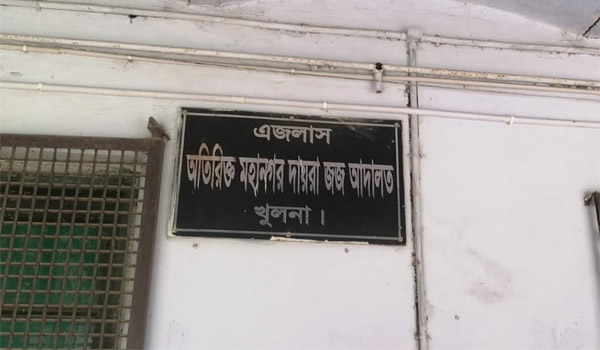 এজলাস
অতিরিক্ত মহানগর দায়রা জজ আদালত
খুলনা।